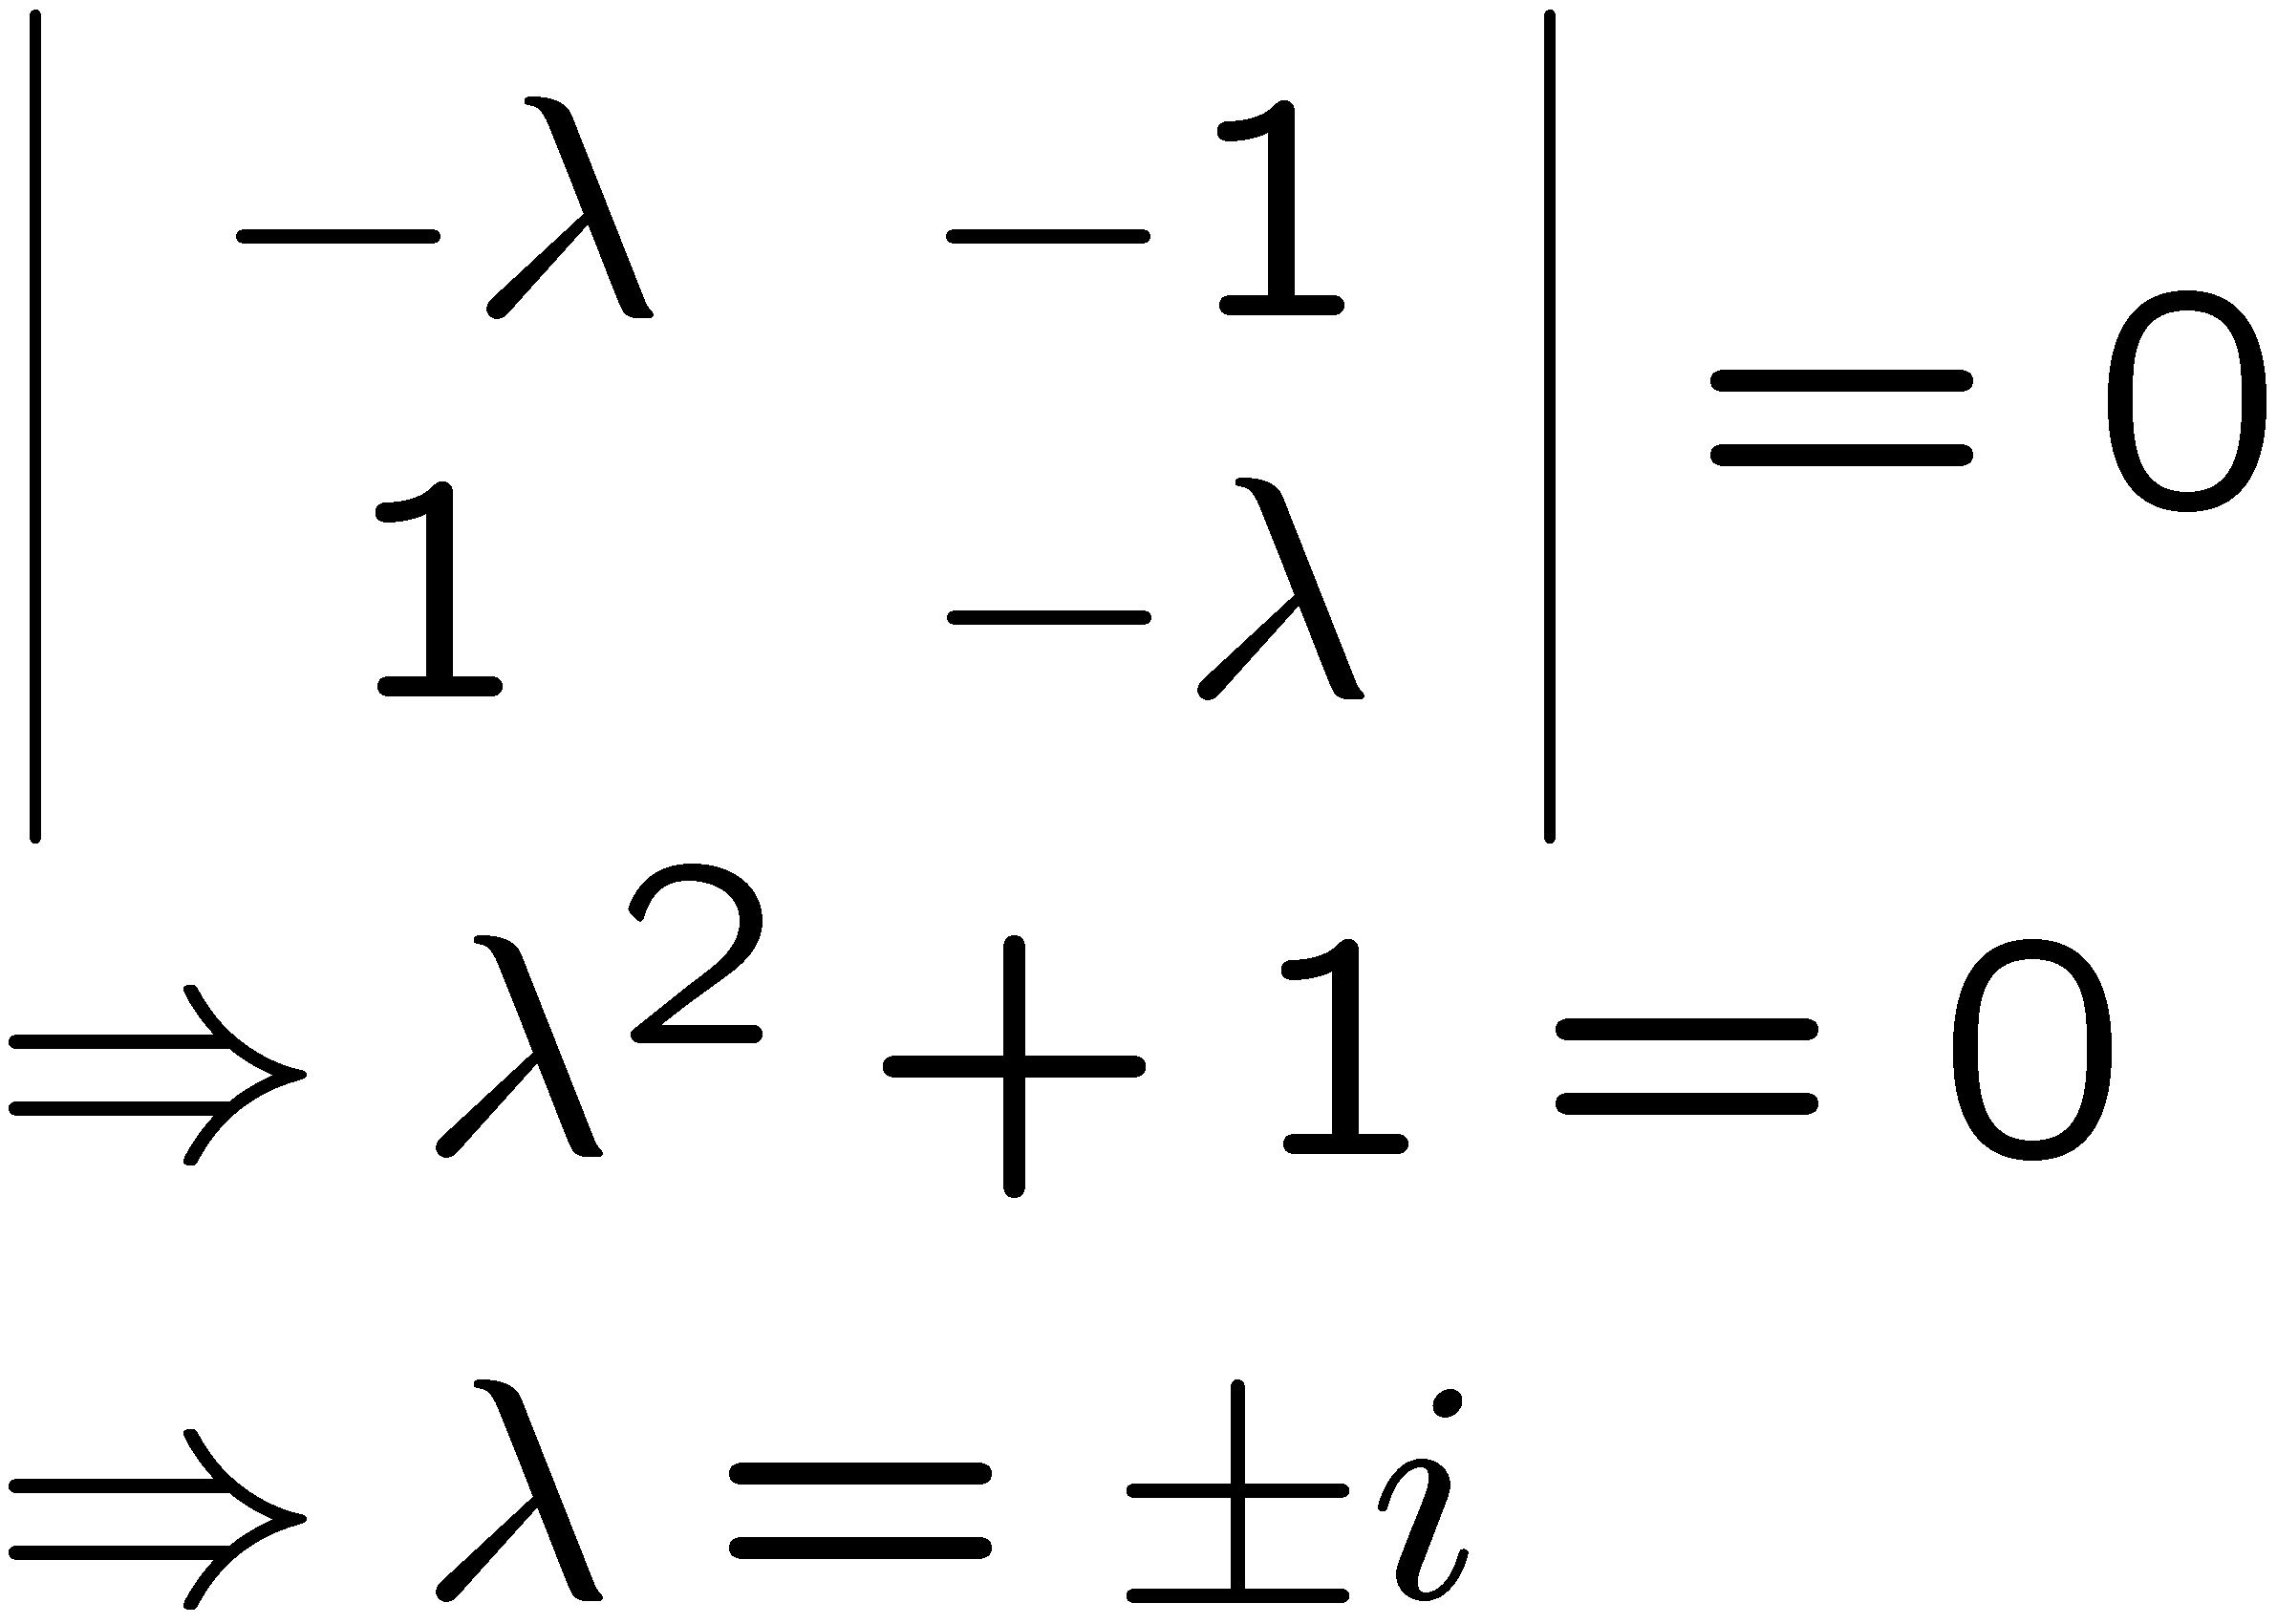 | −λ −1 |
| 1 −λ | = 0
⇒ λ² + 1 = 0
⇒ λ = ±i